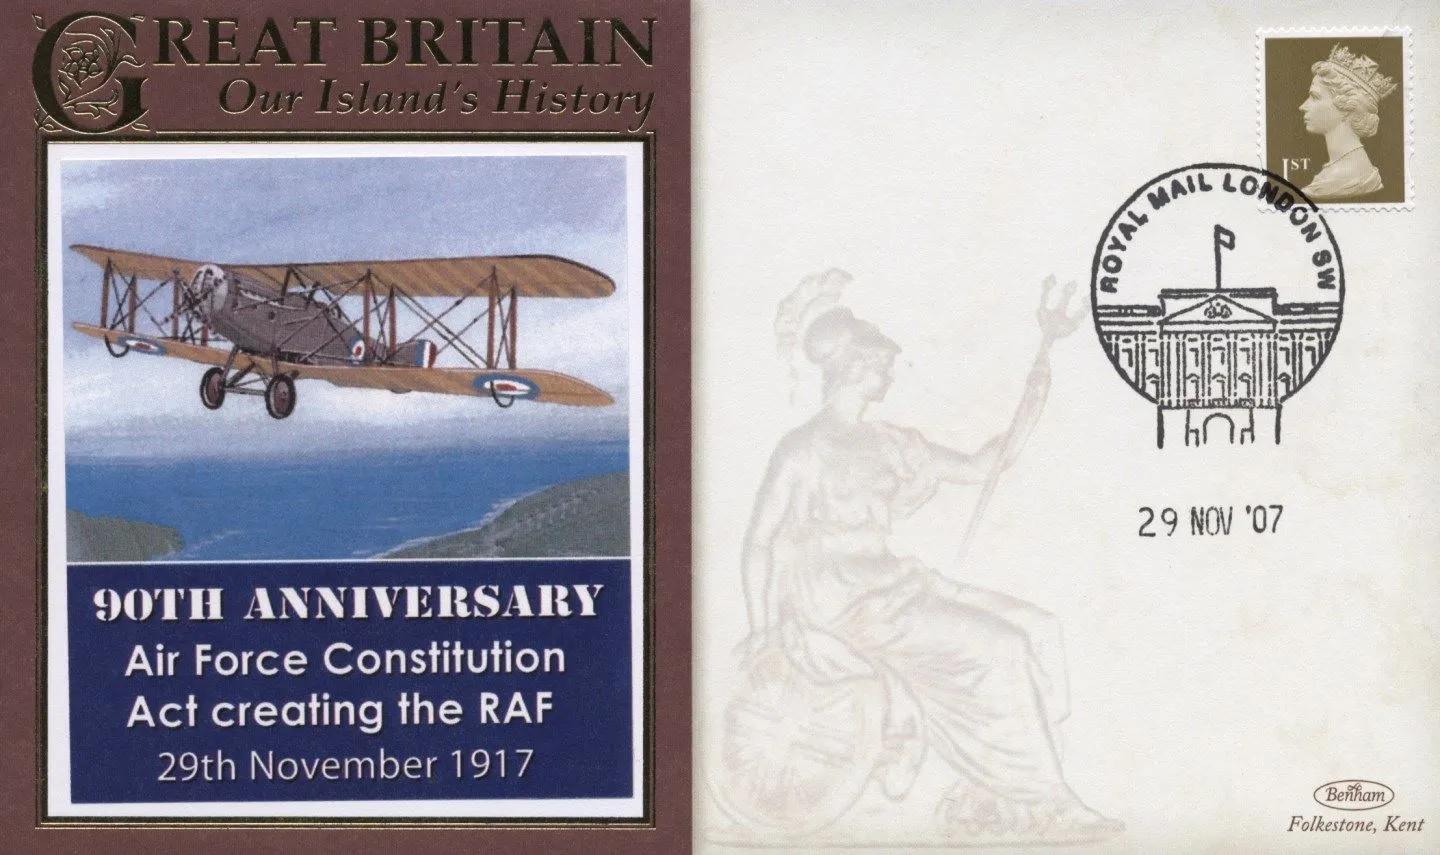 GREAT BRITAIN
Our Island's History
90TH ANNIVERSARY
Air Force Constitution
Act creating the RAF
29th November 1917
1ST
ROYAL MAIL LONDON SW
29 NOV '07
Benham
Folkestone, Kent